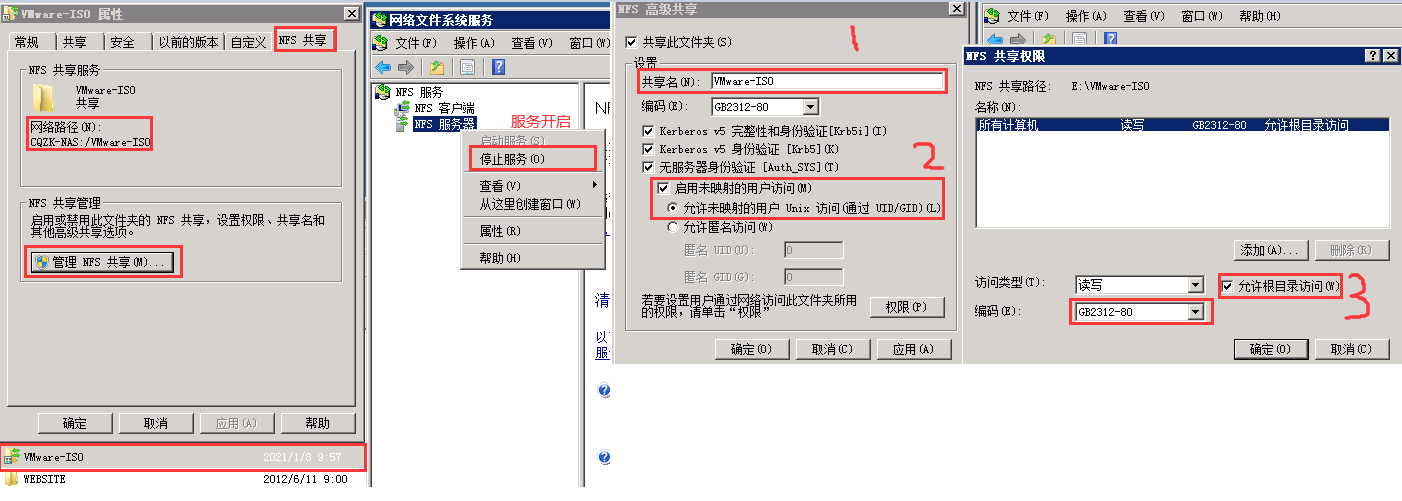 VMware-ISO 属性
常规 共享 安全 以前的版本 自定义 NFS 共享
NFS 共享服务
VMware-ISO
共享
网络路径(N):
CQZK-NAS:/VMware-ISO
NFS 共享管理
启用或禁用此文件夹的 NFS 共享，设置权限、共享名和
其他高级共享选项。
管理 NFS 共享(M)...
确定 取消 应用(A) 帮助
VMware-ISO 2021/1/8 9:57
WEBSITE 2012/6/11 9:00
网络文件系统服务
文件(F) 操作(A) 查看(V) 窗口(W)
NFS 服务
NFS 客户端
NFS 服务器
服务开启
启动服务(S)
停止服务(O)
查看(V)
从这里创建窗口(W)
属性(R)
帮助(H)
清
以
服务
NFS 高级共享
1
共享此文件夹(S)
设置
共享名(N): VMware-ISO
编码(E): GB2312-80
Kerberos v5 完整性和身份验证[Krb5i](I)
Kerberos v5 身份验证 [Krb5](K)
2
无服务器身份验证 [Auth_SYS](T)
启用未映射的用户访问(M)
允许未映射的用户 Unix 访问(通过 UID/GID)(L)
允许匿名访问(W)
匿名 UID(U): 0
匿名 GID(G): 0
若要设置用户通过网络访问此文件夹所用
的权限，请单击“权限”
权限(P)
确定(O) 取消(C) 应用(A)
文件(F) 操作(A) 查看(V) 窗口(W) 帮助(H)
NFS 共享权限
NFS 共享路径: E:\VMware-ISO
名称(N):
所有计算机 读写 GB2312-80 允许根目录访问
添加(A)... 删除(R)
访问类型(T): 读写 允许根目录访问(W)
3
编码(E): GB2312-80
确定(O) 取消(C)